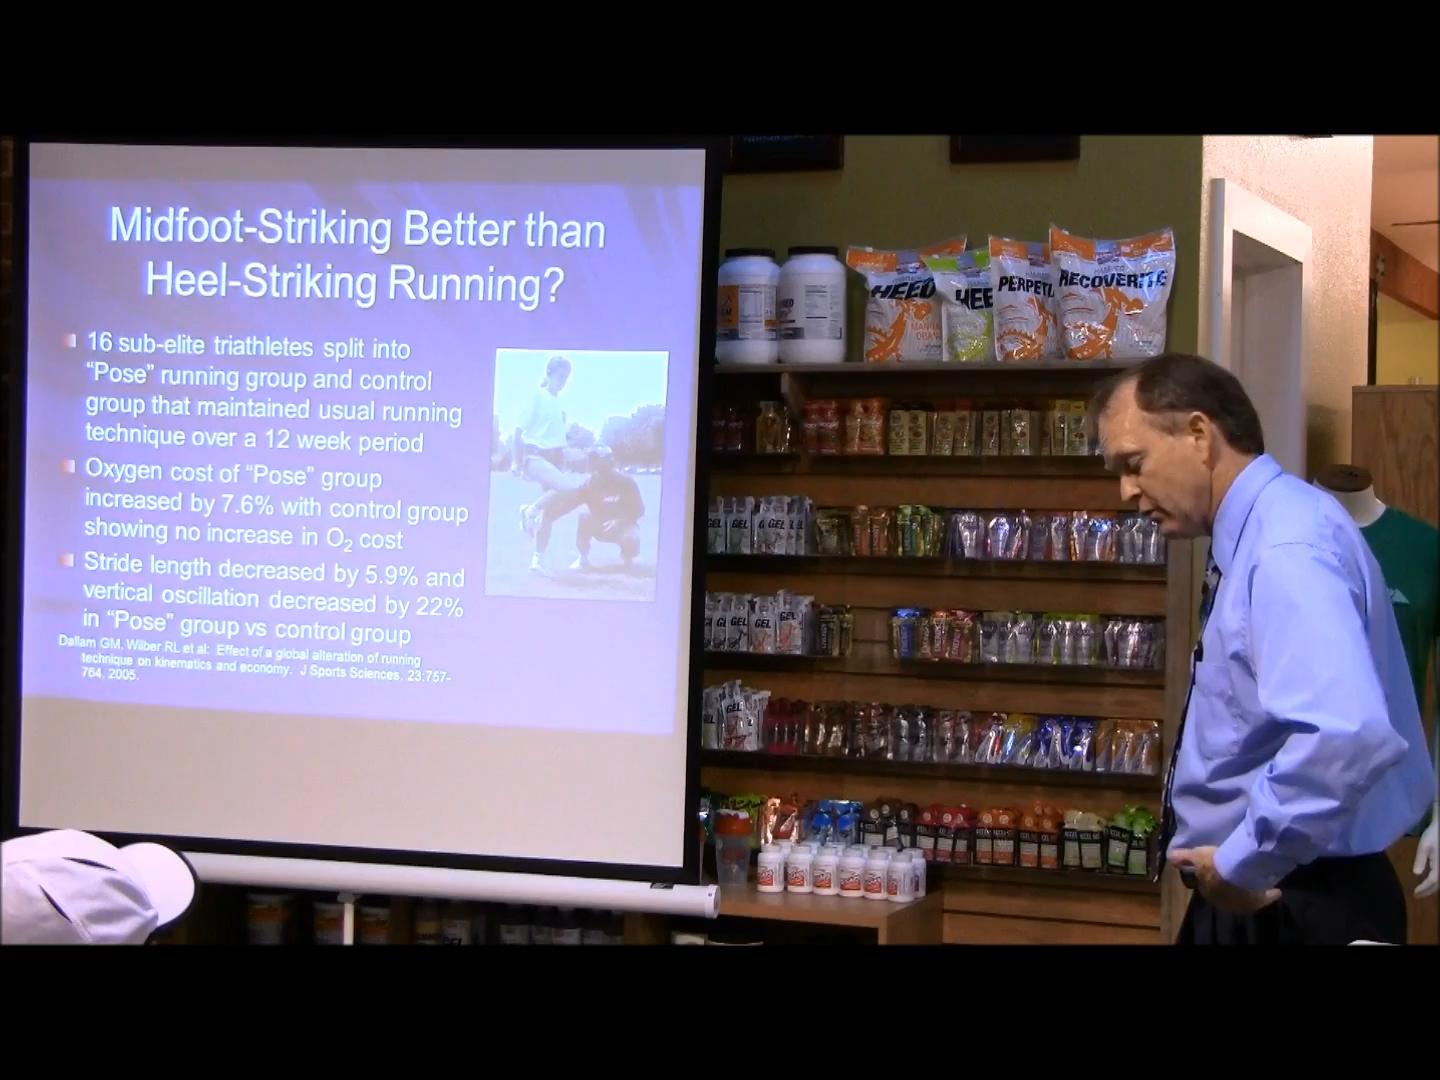 Midfoot-Striking Better than
Heel-Striking Running?
16 sub-elite triathletes split into
“Pose” running group and control
group that maintained usual running
technique over a 12 week period
Oxygen cost of “Pose” group
increased by 7.6% with control group
showing no increase in O2 cost
Stride length decreased by 5.9% and
vertical oscillation decreased by 22%
in “Pose” group vs control group
Dallam GM, Wilber RL et al: Effect of a global alteration of running
technique on kinematics and economy. J Sports Sciences, 23:757-
764, 2005.
HEED
HEE
PERPETU
RECOVERITE
GEL
GEL
GEL
GEL
GEL
GEL